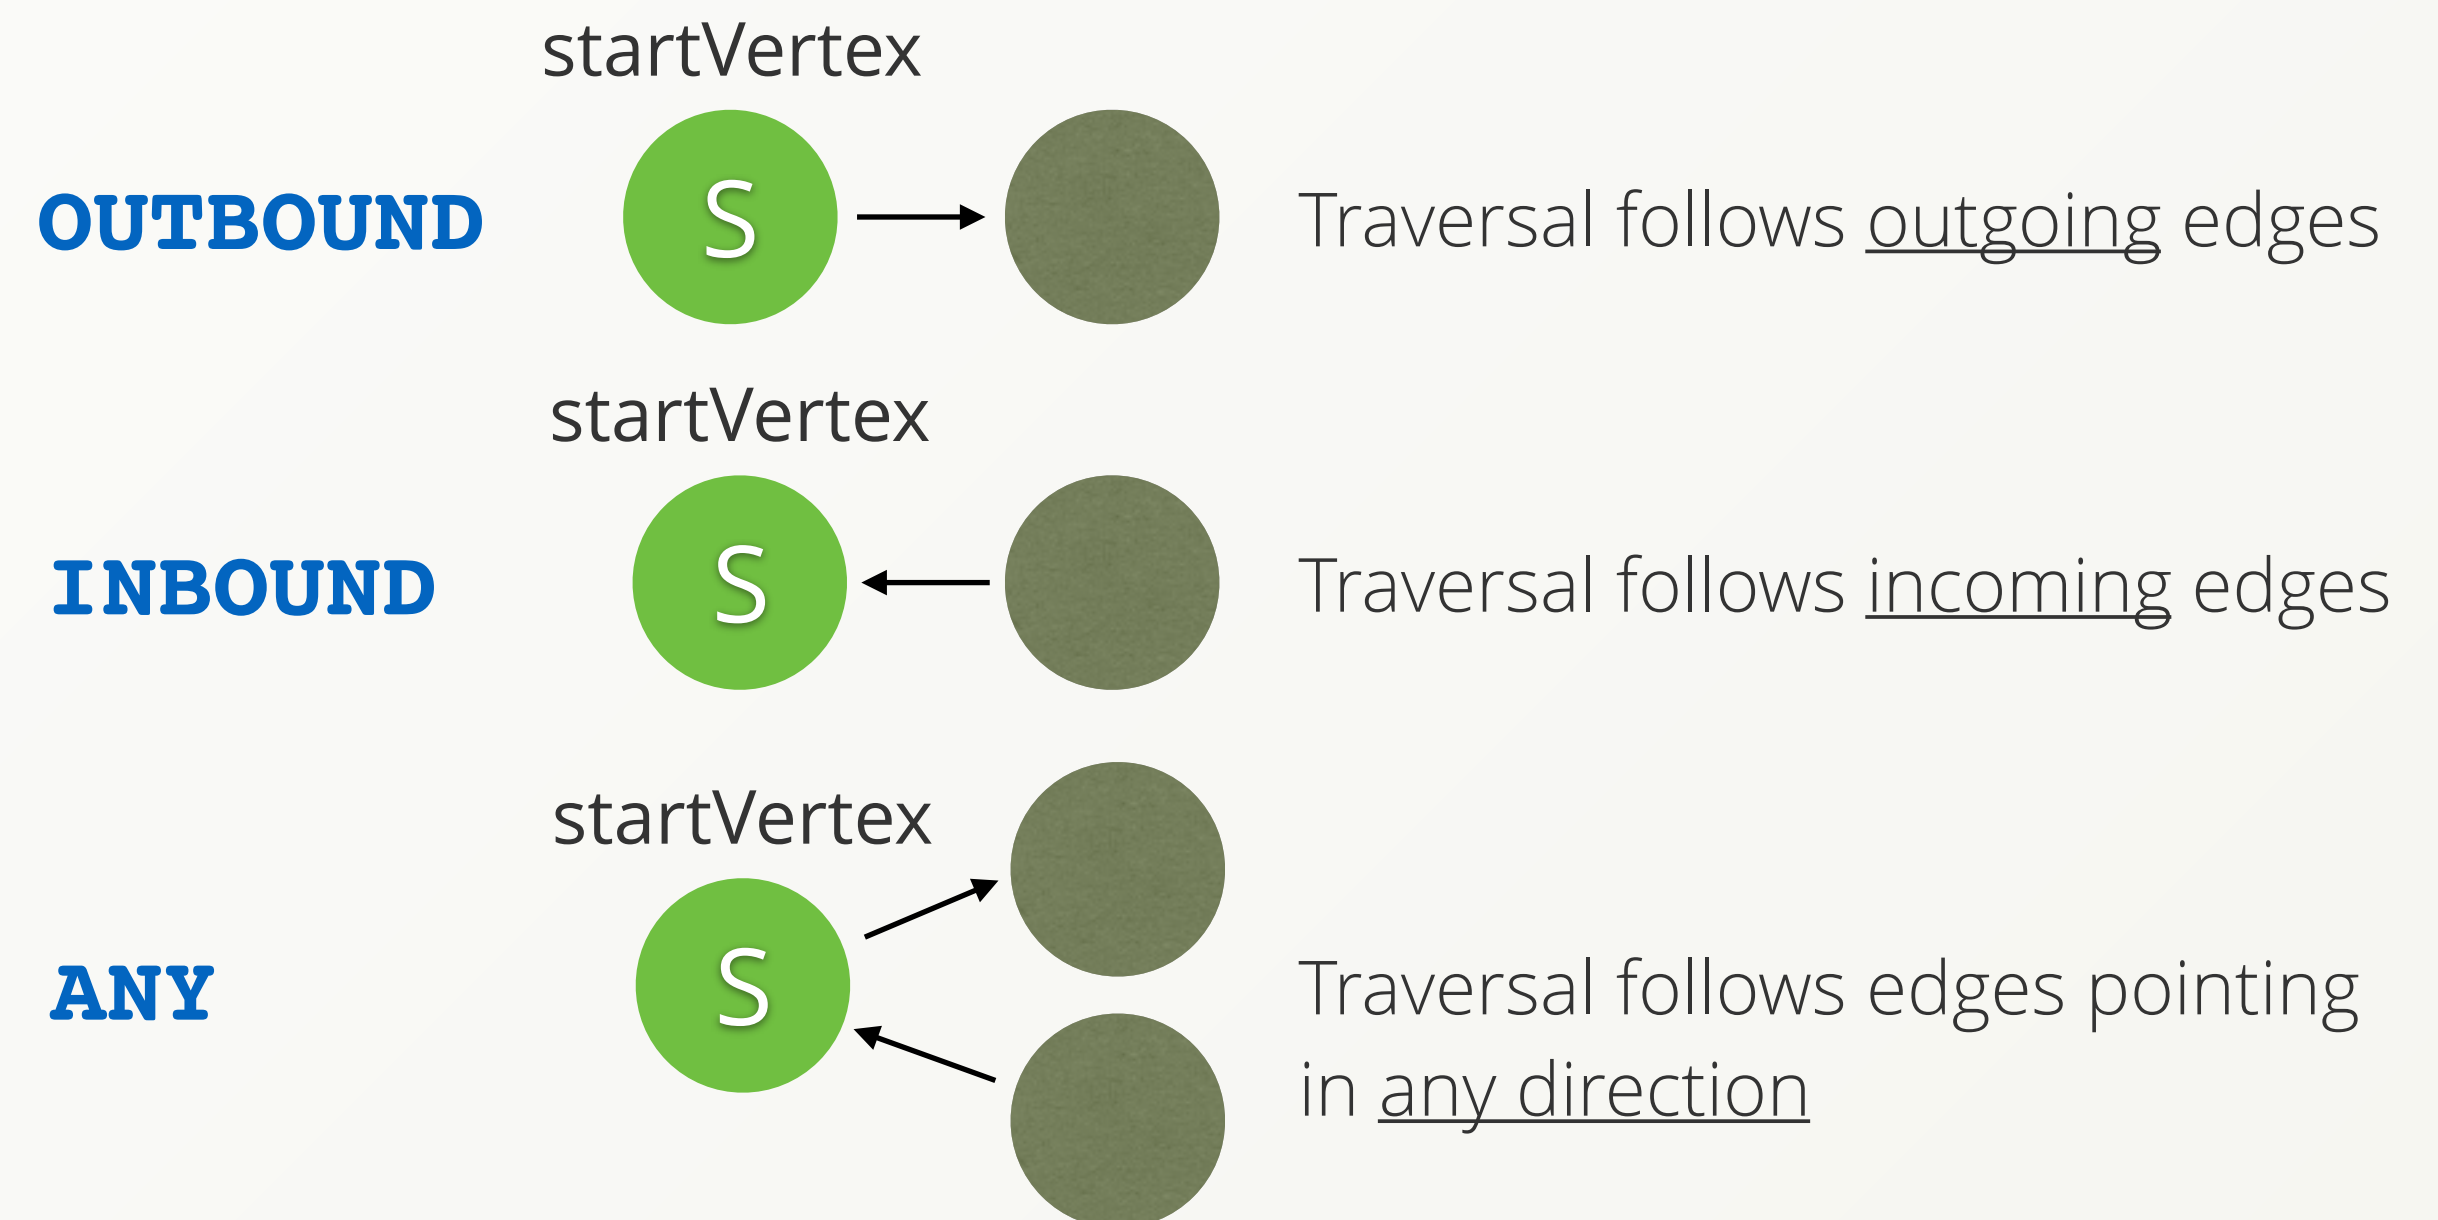 startVertex
OUTBOUND
S
Traversal follows outgoing edges
startVertex
INBOUND
S
Traversal follows incoming edges
startVertex
ANY
S
Traversal follows edges pointing
in any direction